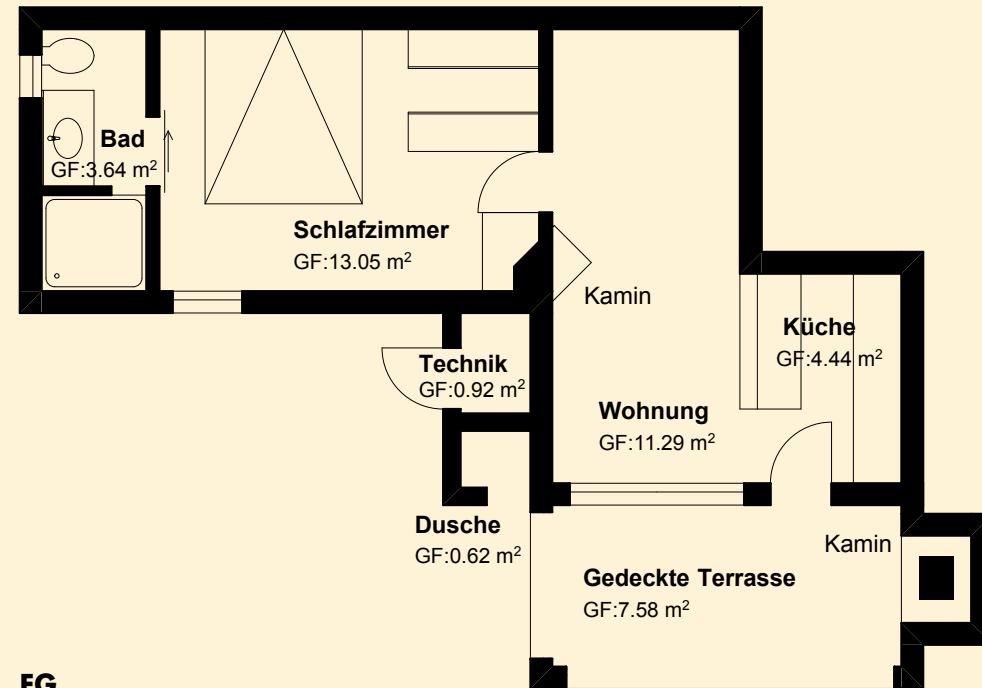 Bad
GF:3.64 m²
Schlafzimmer
GF:13.05 m²
Kamin
Küche
GF:4.44 m²
Technik
GF:0.92 m²
Wohnung
GF:11.29 m²
Dusche
GF:0.62 m²
Kamin
Gedeckte Terrasse
GF:7.58 m²